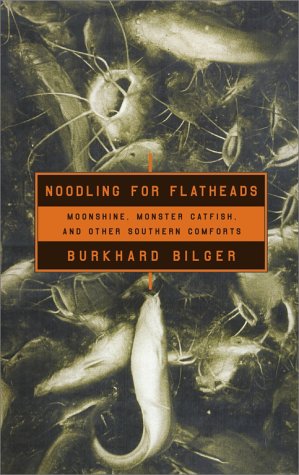 NOODLING FOR FLATHEADS
MOONSHINE, MONSTER CATFISH,
AND OTHER SOUTHERN COMFORTS
BURKHARD BILGER